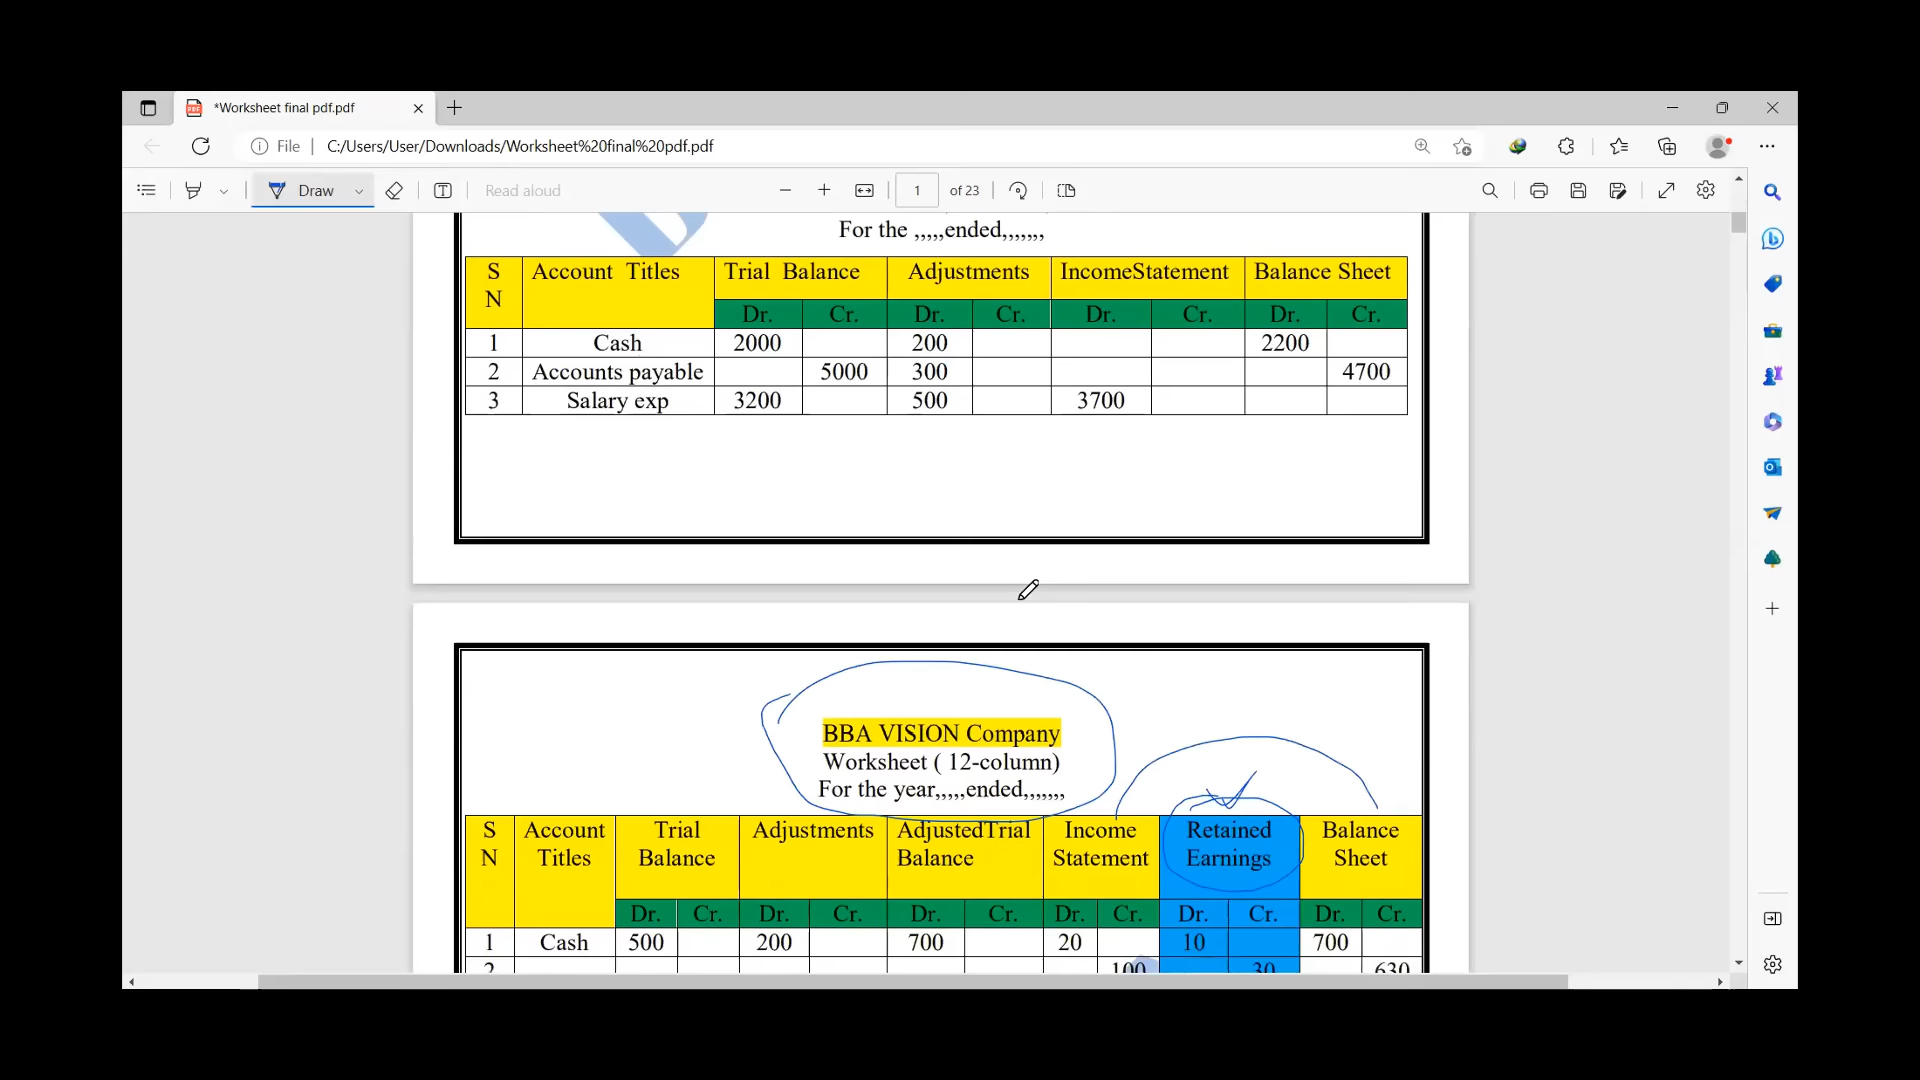 *Worksheet final pdf.pdf
File | C:/Users/User/Downloads/Worksheet%20final%20pdf.pdf
Draw Read aloud 1 of 23
For the ,,,,,ended,,,,,,,
S N Account Titles Trial Balance Adjustments IncomeStatement Balance Sheet
Dr. Cr. Dr. Cr. Dr. Cr. Dr. Cr.
1 Cash 2000 200 2200
2 Accounts payable 5000 300 4700
3 Salary exp 3200 500 3700
BBA VISION Company
Worksheet ( 12-column)
For the year,,,,,ended,,,,,,,
S N Account Titles Trial Balance Adjustments AdjustedTrial Balance Income Statement Retained Earnings Balance Sheet
Dr. Cr. Dr. Cr. Dr. Cr. Dr. Cr. Dr. Cr. Dr. Cr.
1 Cash 500 200 700 20 10 700
2 100 30 630